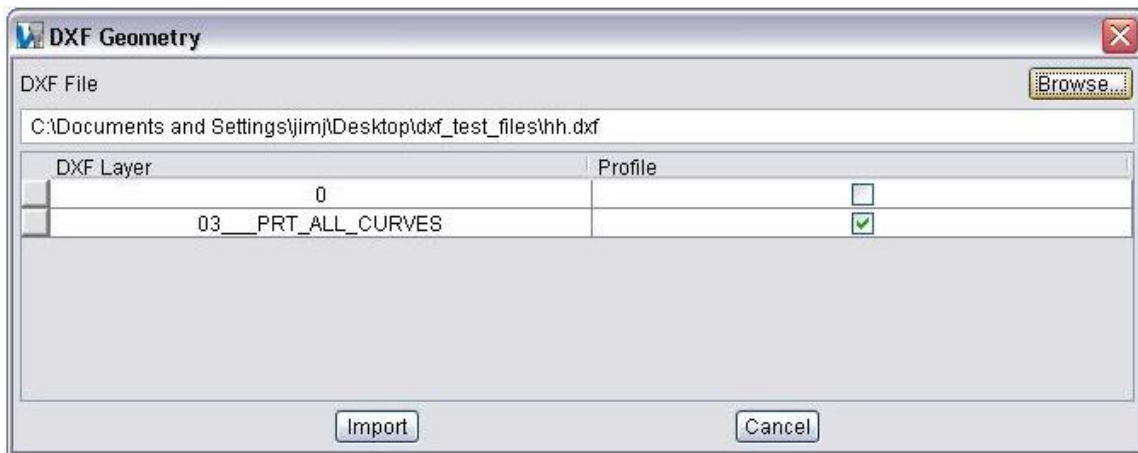 DXF Geometry
DXF File
Browse...
C:\Documents and Settings\jimj\Desktop\dxf_test_files\hh.dxf
DXF Layer Profile
0
03___PRT_ALL_CURVES
Import Cancel